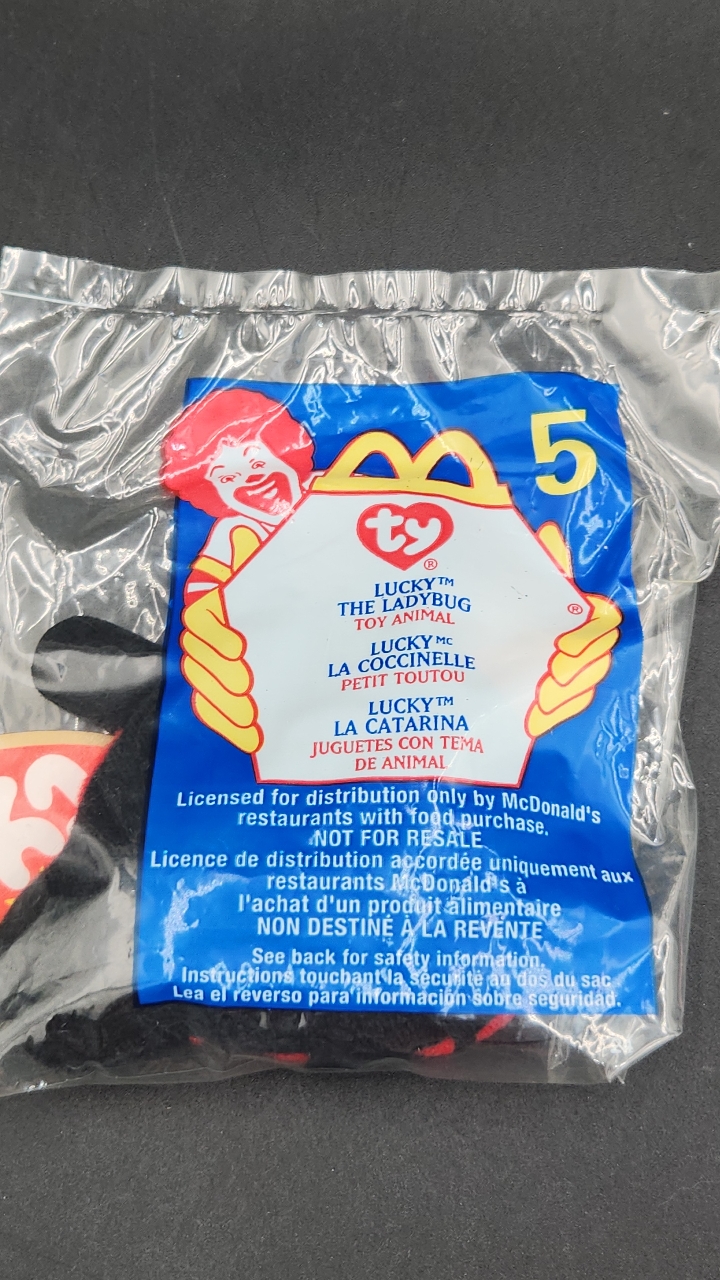 5
ty®
LUCKY™
THE LADYBUG
TOY ANIMAL
®
LUCKY MC
LA COCCINELLE
PETIT TOUTOU
LUCKY™
LA CATARINA
JUGUETES CON TEMA
DE ANIMAL
Licensed for distribution only by McDonald's
restaurants with food purchase.
NOT FOR RESALE
Licence de distribution accordée uniquement aux
restaurants McDonald's à
l'achat d'un produit alimentaire
NON DESTINÉ À LA REVENTE
See back for safety information.
Instructions touchant la sécurité au dos du sac
Lea el reverso para información sobre seguridad.